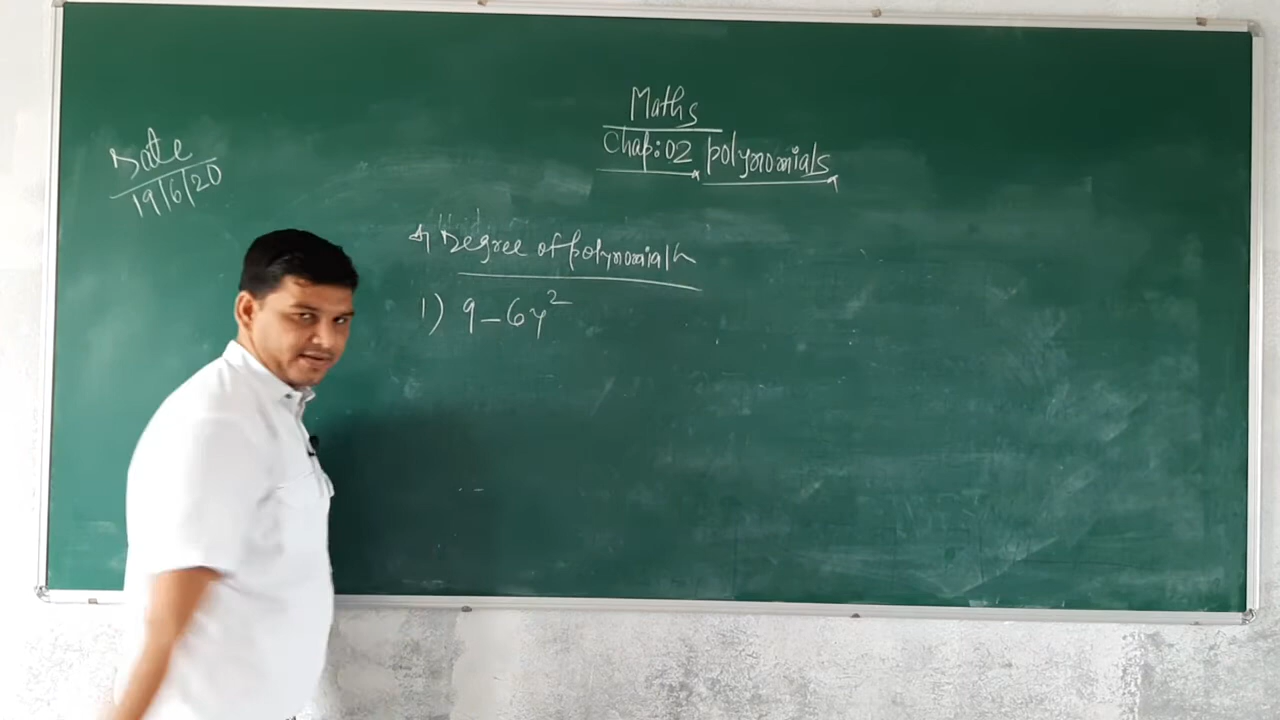 Maths
Chap:02 polynomials
Date
19/6/20
Degree of polynomial
1) 9-6y²